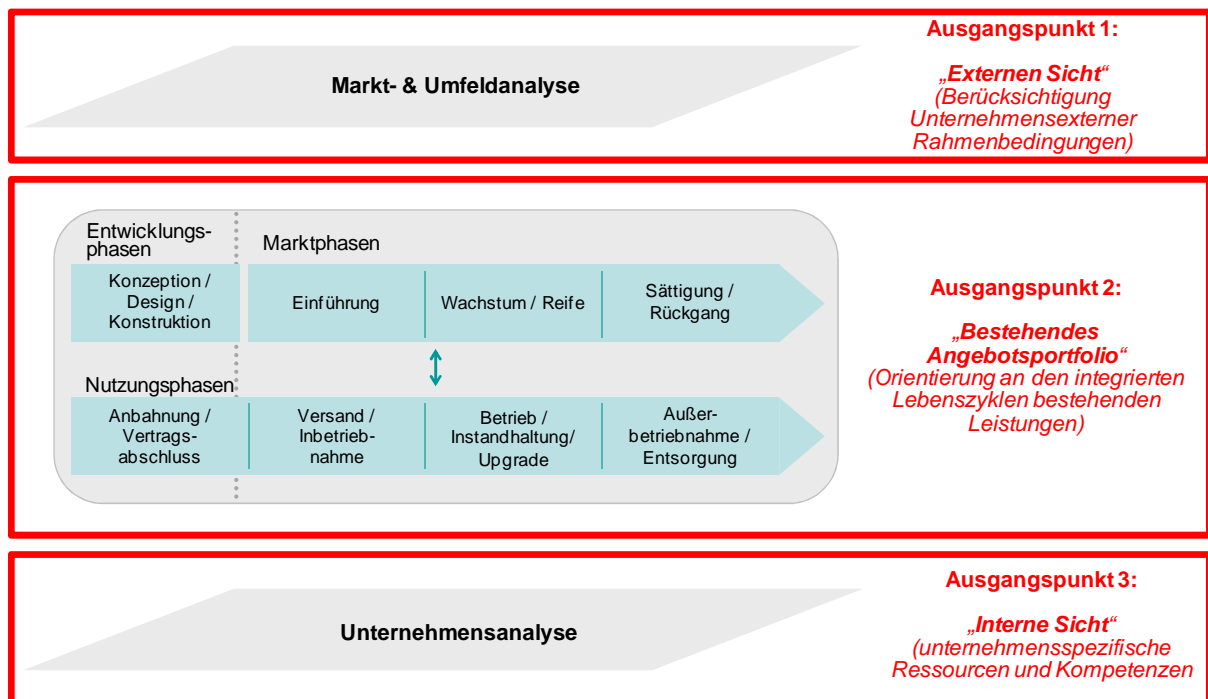 Markt- & Umfeldanalyse
Ausgangspunkt 1:
„Externen Sicht“
(Berücksichtigung
Unternehmensexterner
Rahmenbedingungen)
Entwicklungs-
phasen
Marktphasen
Konzeption /
Design /
Konstruktion
Einführung
Wachstum / Reife
Sättigung /
Rückgang
Nutzungsphasen
Anbahnung /
Vertrags-
abschluss
Versand /
Inbetrieb-
nahme
Betrieb /
Instandhaltung/
Upgrade
Außer-
betriebnahme /
Entsorgung
Ausgangspunkt 2:
„Bestehendes
Angebotsportfolio“
(Orientierung an den integrierten
Lebenszyklen bestehenden
Leistungen)
Unternehmensanalyse
Ausgangspunkt 3:
„Interne Sicht“
(unternehmensspezifische
Ressourcen und Kompetenzen